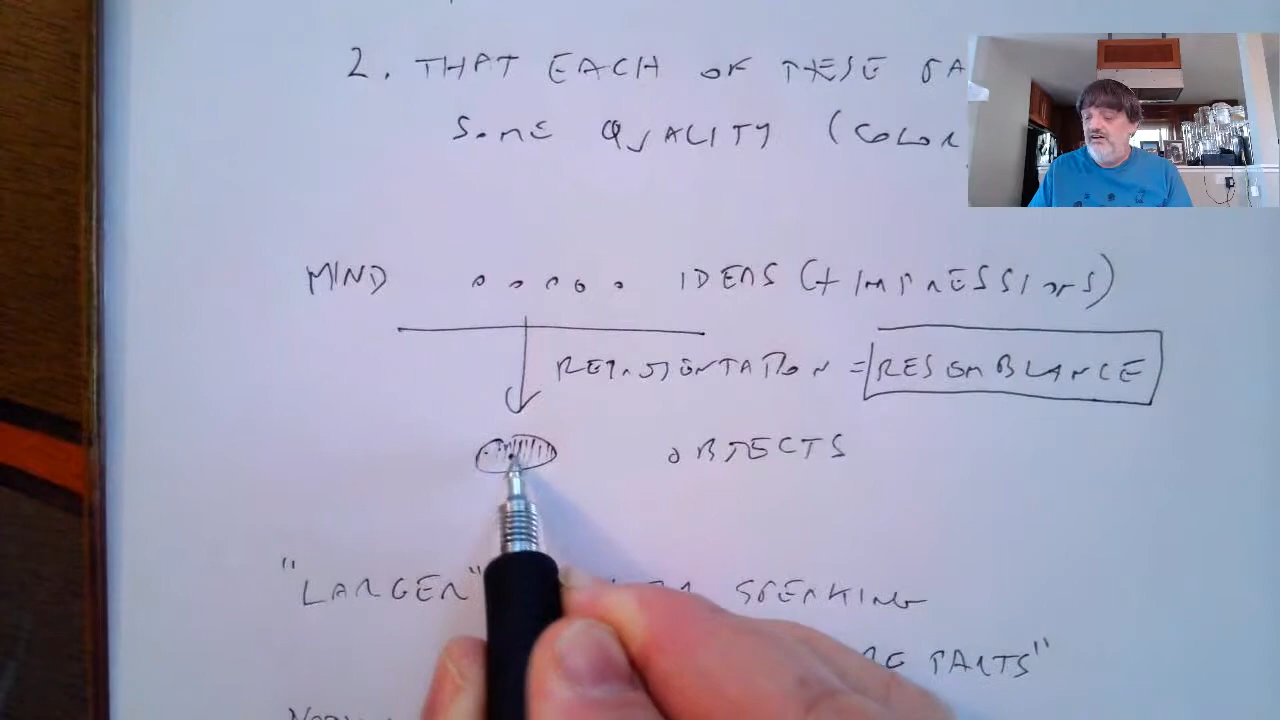 2. THAT EACH OF THESE
SOME QUALITY (COLOR
MIND IDEAS (+ IMPRESSIONS)
REPRESENTATION = RESEMBLANCE
OBJECTS
"LARGER" SPEAKING
PARTS"